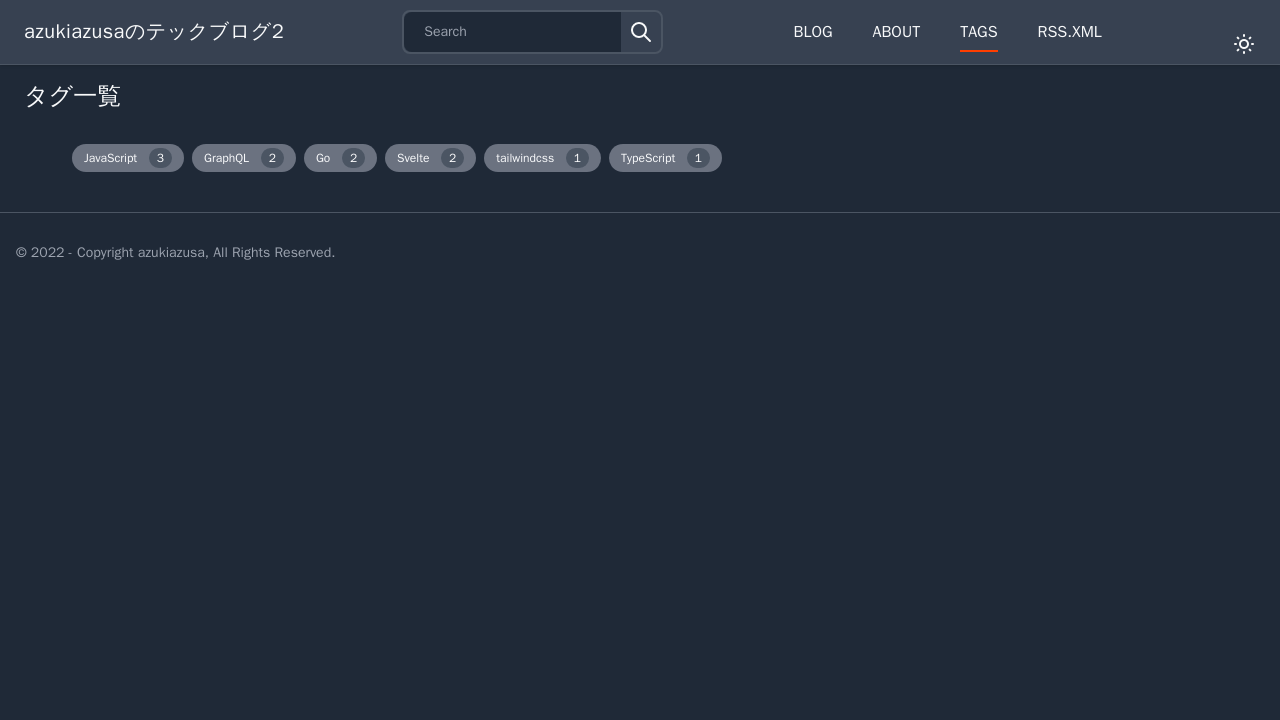 azukiazusaのテックブログ2
Search
BLOG ABOUT TAGS RSS.XML
タグ一覧
JavaScript 3 GraphQL 2 Go 2 Svelte 2 tailwindcss 1 TypeScript 1
© 2022 - Copyright azukiazusa, All Rights Reserved.